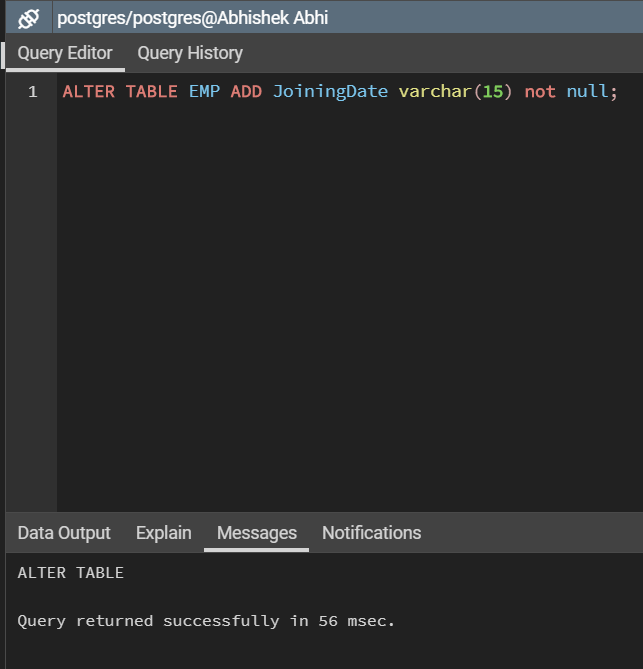 postgres/postgres@Abhishek Abhi
Query Editor Query History
1 ALTER TABLE EMP ADD JoiningDate varchar(15) not null;
Data Output Explain Messages Notifications
ALTER TABLE
Query returned successfully in 56 msec.